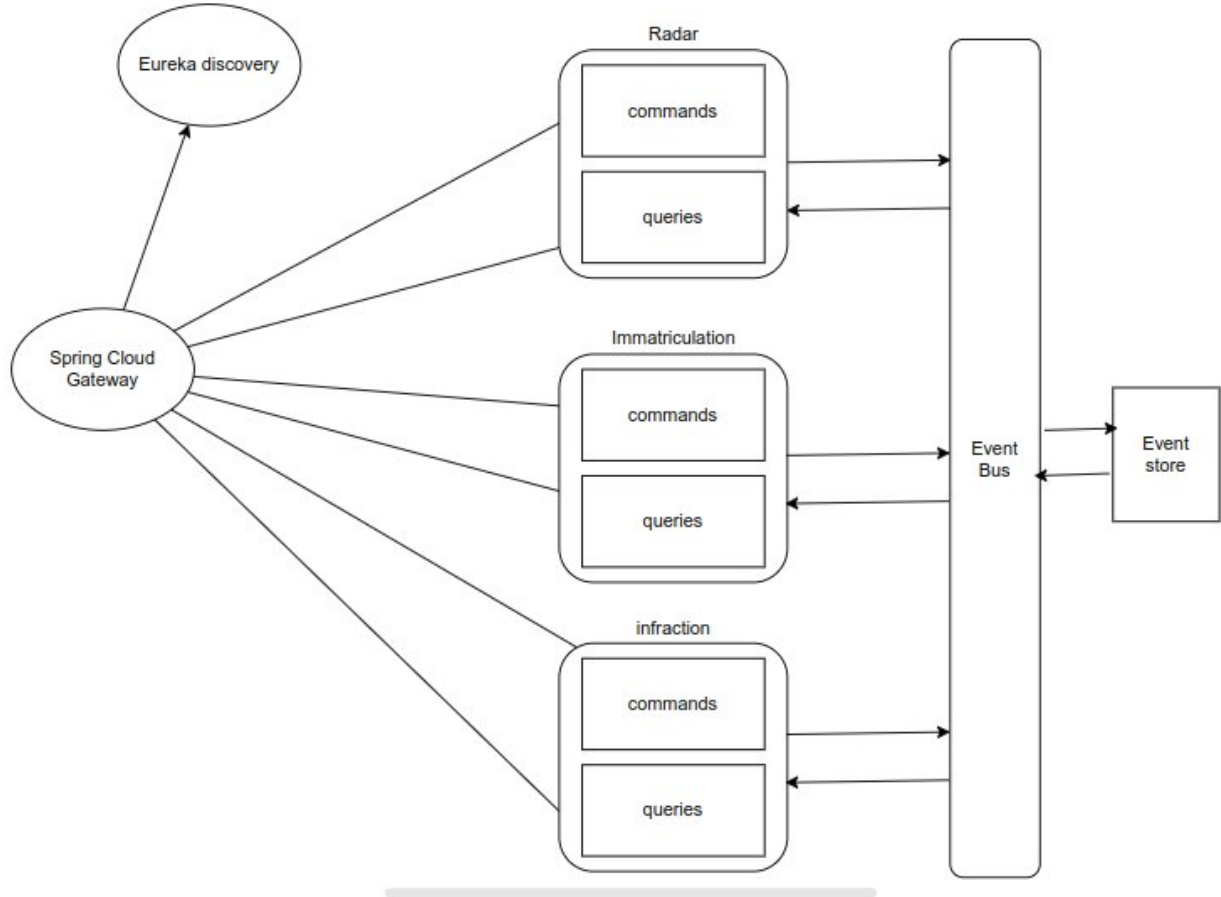 Eureka discovery
Spring Cloud
Gateway
Radar
commands
queries
Immatriculation
commands
queries
infraction
commands
queries
Event
Bus
Event
store